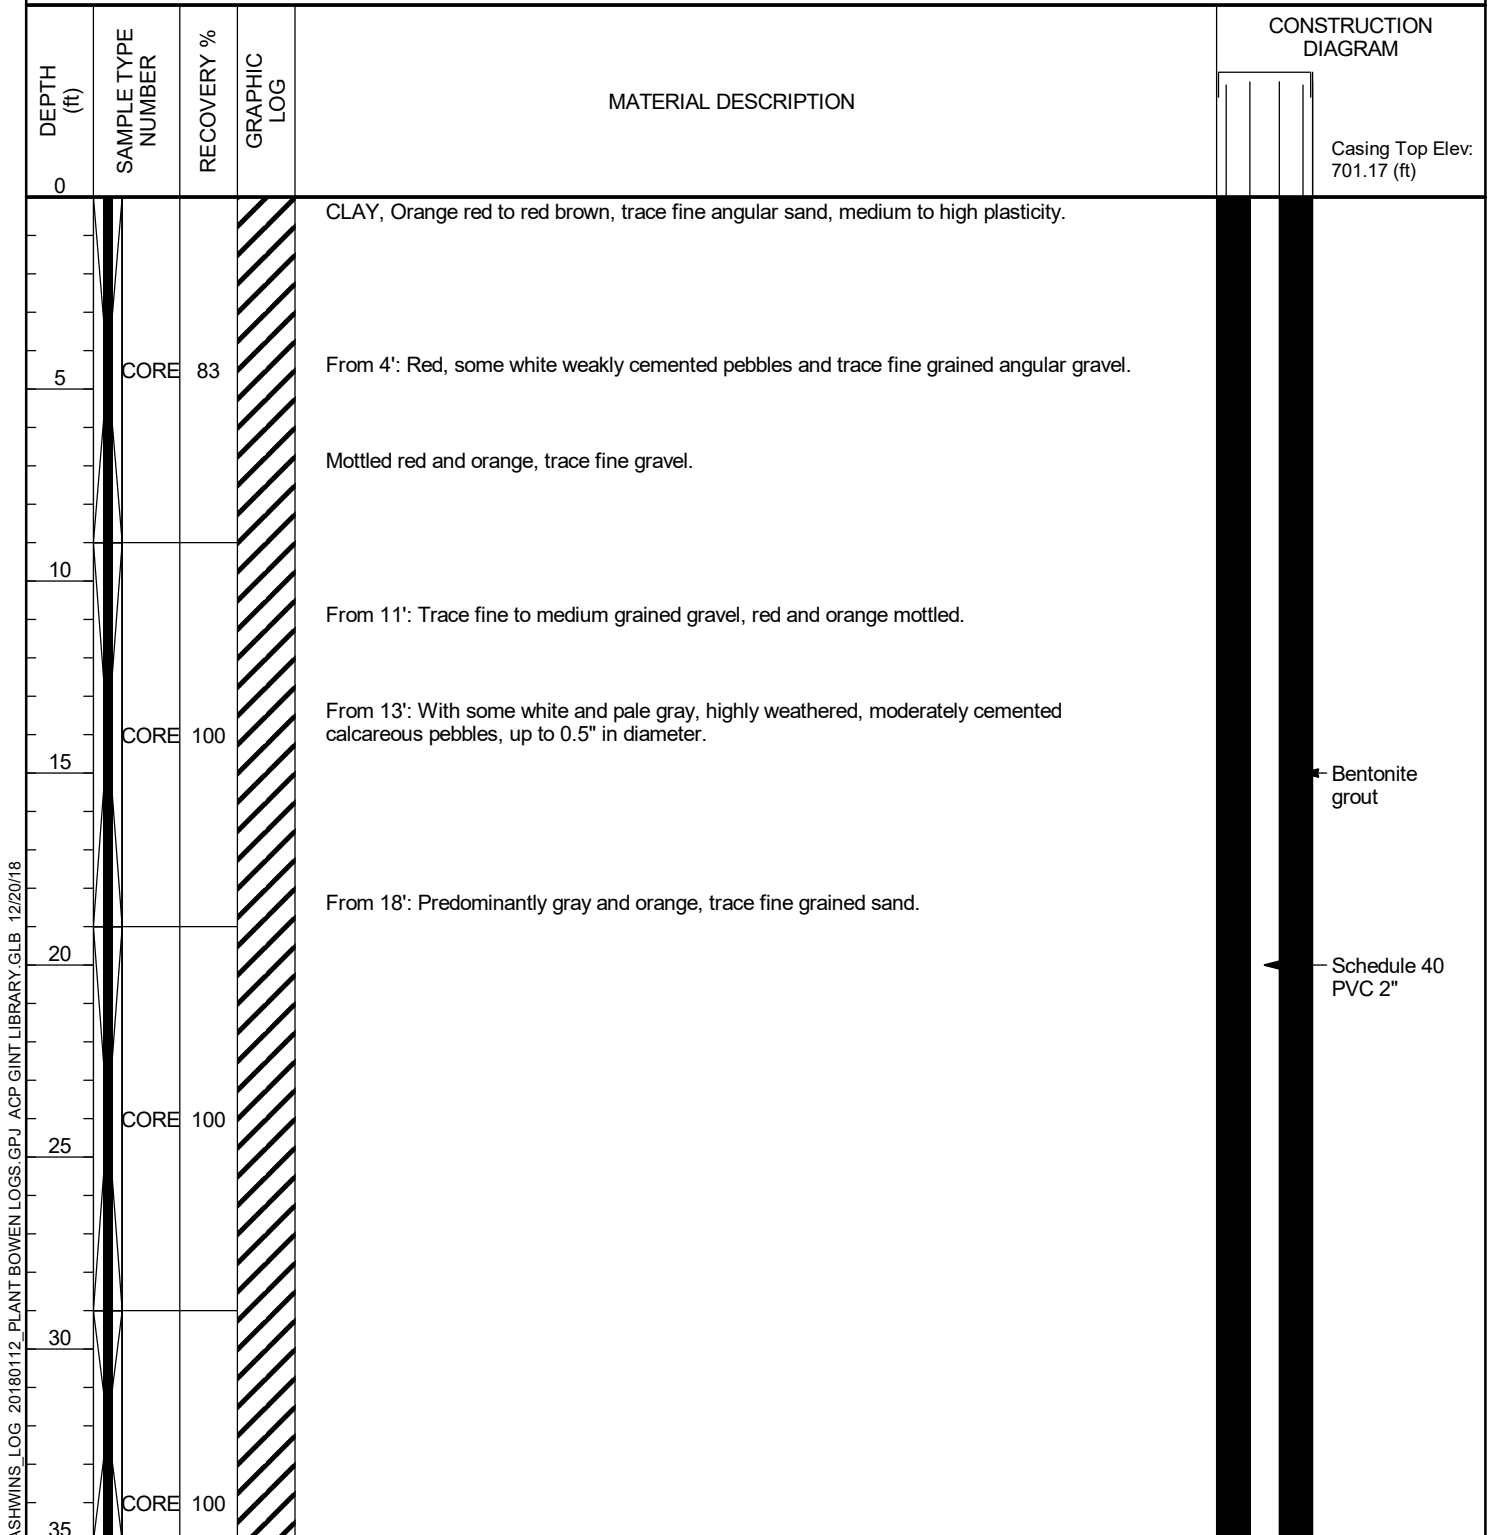 DEPTH
(ft)
SAMPLE TYPE
NUMBER
RECOVERY %
GRAPHIC
LOG
MATERIAL DESCRIPTION
CONSTRUCTION
DIAGRAM
Casing Top Elev:
701.17 (ft)
0
CLAY, Orange red to red brown, trace fine angular sand, medium to high plasticity.
From 4': Red, some white weakly cemented pebbles and trace fine grained angular gravel.
CORE 83
5
Mottled red and orange, trace fine gravel.
10
From 11': Trace fine to medium grained gravel, red and orange mottled.
From 13': With some white and pale gray, highly weathered, moderately cemented
calcareous pebbles, up to 0.5" in diameter.
CORE 100
15
Bentonite
grout
From 18': Predominantly gray and orange, trace fine grained sand.
20
Schedule 40
PVC 2"
CORE 100
25
30
CORE 100
35
ASHWINS_LOG 20180112_PLANT BOWEN LOGS.GPJ ACP GINT LIBRARY.GLB 12/20/18